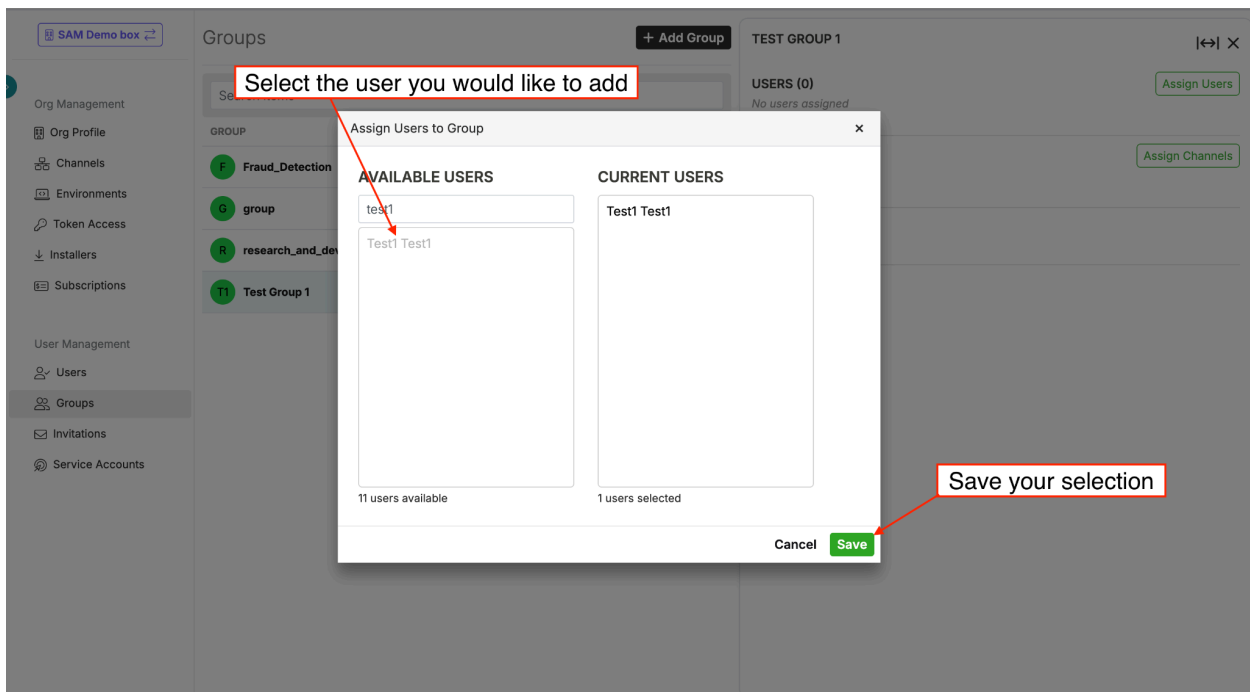 SAM Demo box
Groups
+ Add Group
TEST GROUP 1
Select the user you would like to add
USERS (0)
Assign Users
No users assigned
Org Management
Org Profile
GROUP
Assign Users to Group
Channels
Fraud_Detection
Assign Channels
AVAILABLE USERS
CURRENT USERS
Environments
group
test1
Test1 Test1
Token Access
Test1 Test1
Installers
research_and_dev
Subscriptions
T1 Test Group 1
User Management
Users
Groups
Invitations
Service Accounts
Save your selection
11 users available
1 users selected
Cancel
Save